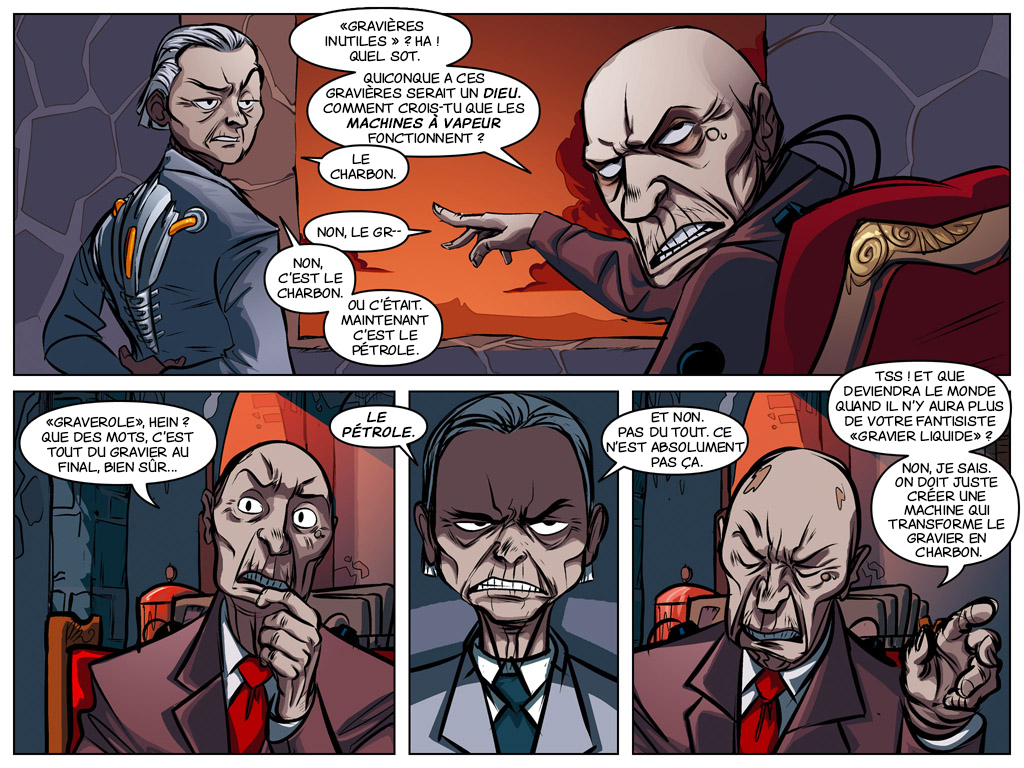 «GRAVIÈRES
INUTILES » ? HA !
QUEL SOT.
QUICONQUE A CES
GRAVIÈRES SERAIT UN DIEU.
COMMENT CROIS-TU QUE LES
MACHINES À VAPEUR
FONCTIONNENT ?
LE
CHARBON.
NON, LE GR--
NON,
C'EST LE
CHARBON.
OU C'ÉTAIT.
MAINTENANT
C'EST LE
PÉTROLE.
«GRAVEROLE», HEIN ?
QUE DES MOTS, C'EST
TOUT DU GRAVIER AU
FINAL, BIEN SÛR...
LE
PÉTROLE.
ET NON.
PAS DU TOUT. CE
N'EST ABSOLUMENT
PAS ÇA.
TSS ! ET QUE
DEVIENDRA LE MONDE
QUAND IL N'Y AURA PLUS
DE VOTRE FANTISISTE
«GRAVIER LIQUIDE» ?
NON, JE SAIS.
ON DOIT JUSTE
CRÉER UNE
MACHINE QUI
TRANSFORME LE
GRAVIER EN
CHARBON.